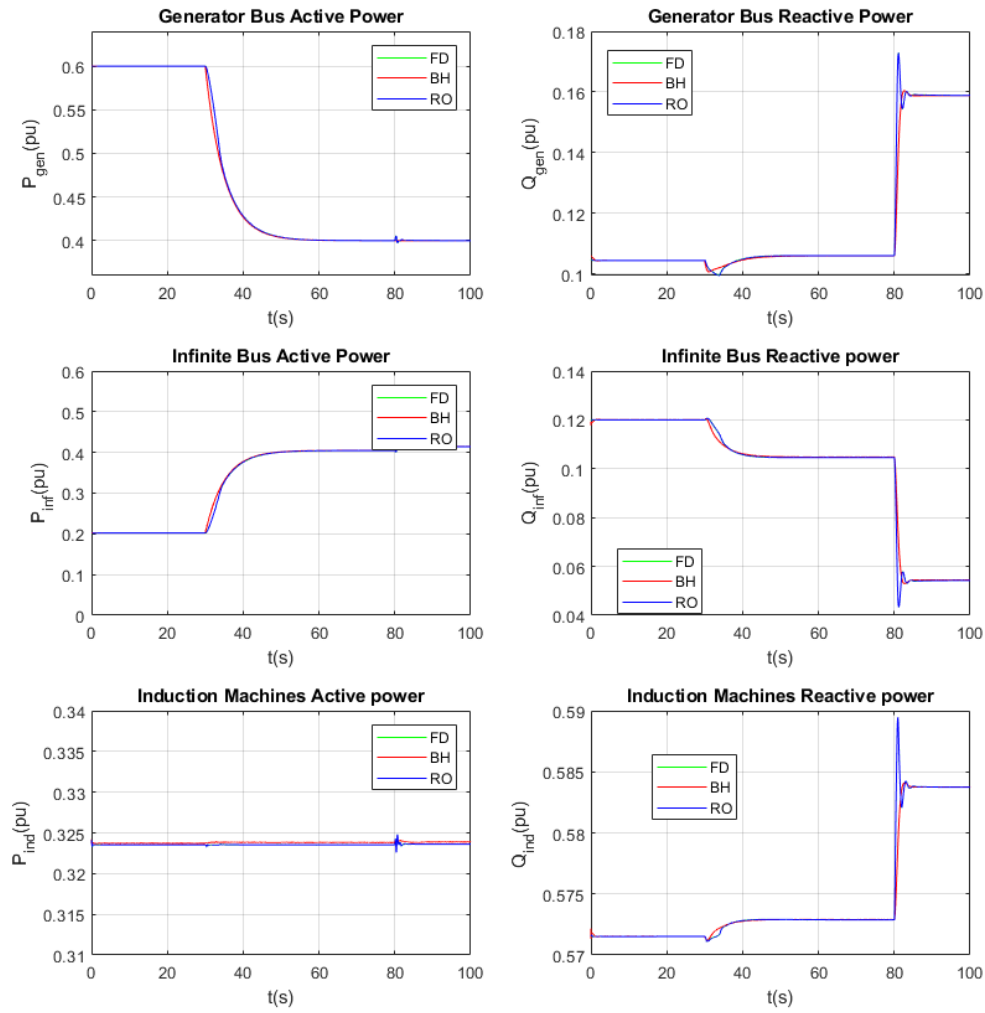 Generator Bus Active Power
P_gen(pu)
0.6
0.55
0.5
0.45
0.4
FD
BH
RO
0 20 40 60 80 100
t(s)
Generator Bus Reactive Power
Q_gen(pu)
0.18
0.16
0.14
0.12
0.1
FD
BH
RO
0 20 40 60 80 100
t(s)
Infinite Bus Active Power
P_inf(pu)
0.6
0.5
0.4
0.3
0.2
0.1
0
FD
BH
RO
0 20 40 60 80 100
t(s)
Infinite Bus Reactive power
Q_inf(pu)
0.14
0.12
0.1
0.08
0.06
0.04
FD
BH
RO
0 20 40 60 80 100
t(s)
Induction Machines Active power
P_ind(pu)
0.34
0.335
0.33
0.325
0.32
0.315
0.31
FD
BH
RO
0 20 40 60 80 100
t(s)
Induction Machines Reactive power
Q_ind(pu)
0.59
0.585
0.58
0.575
0.57
FD
BH
RO
0 20 40 60 80 100
t(s)